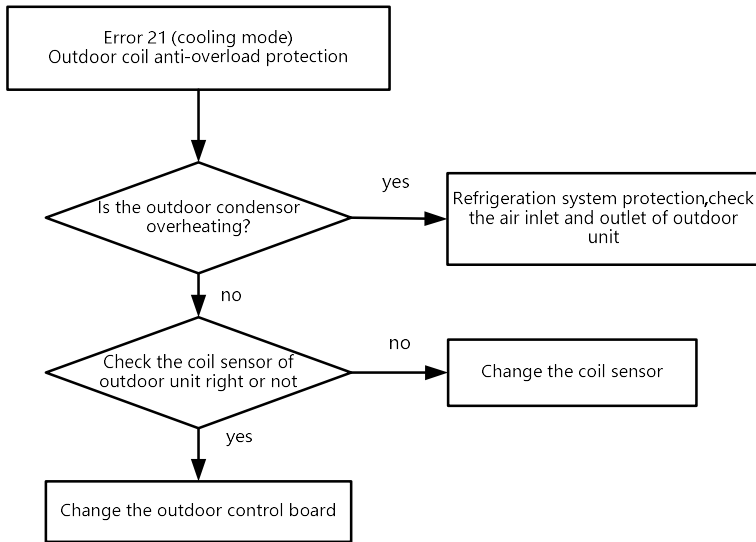 Error 21 (cooling mode)
Outdoor coil anti-overload protection
Is the outdoor condensor
overheating?
yes
Refrigeration system protection,check
the air inlet and outlet of outdoor
unit
no
Check the coil sensor of
outdoor unit right or not
no
Change the coil sensor
yes
Change the outdoor control board